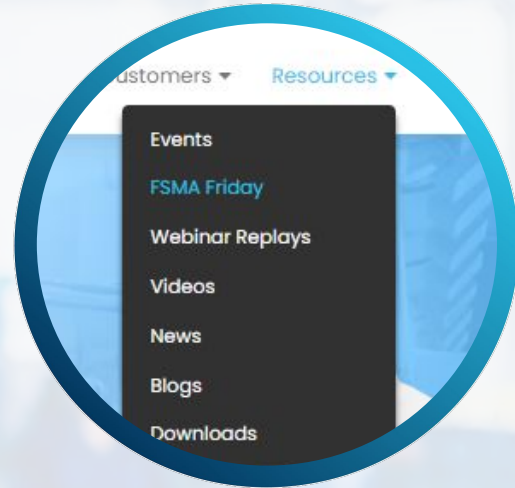 ustomers Resources
Events
FSMA Friday
Webinar Replays
Videos
News
Blogs
Downloads